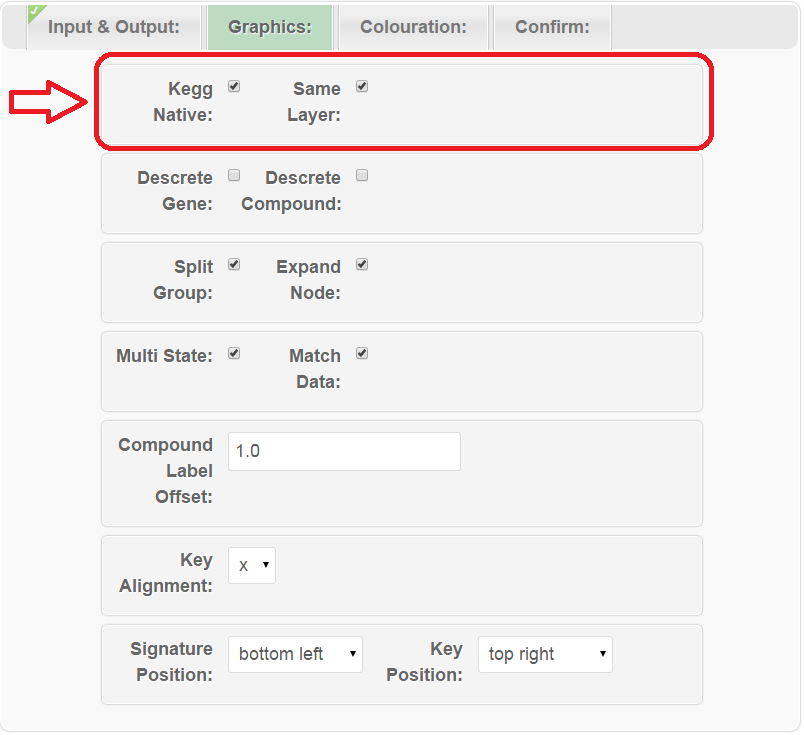 Input & Output: Graphics: Colouration: Confirm:
Kegg Same
Native: Layer:
Descrete Descrete
Gene: Compound:
Split Expand
Group: Node:
Multi State: Match
Data:
Compound
Label 1.0
Offset:
Key
Alignment: x
Signature bottom left Key top right
Position: Position: